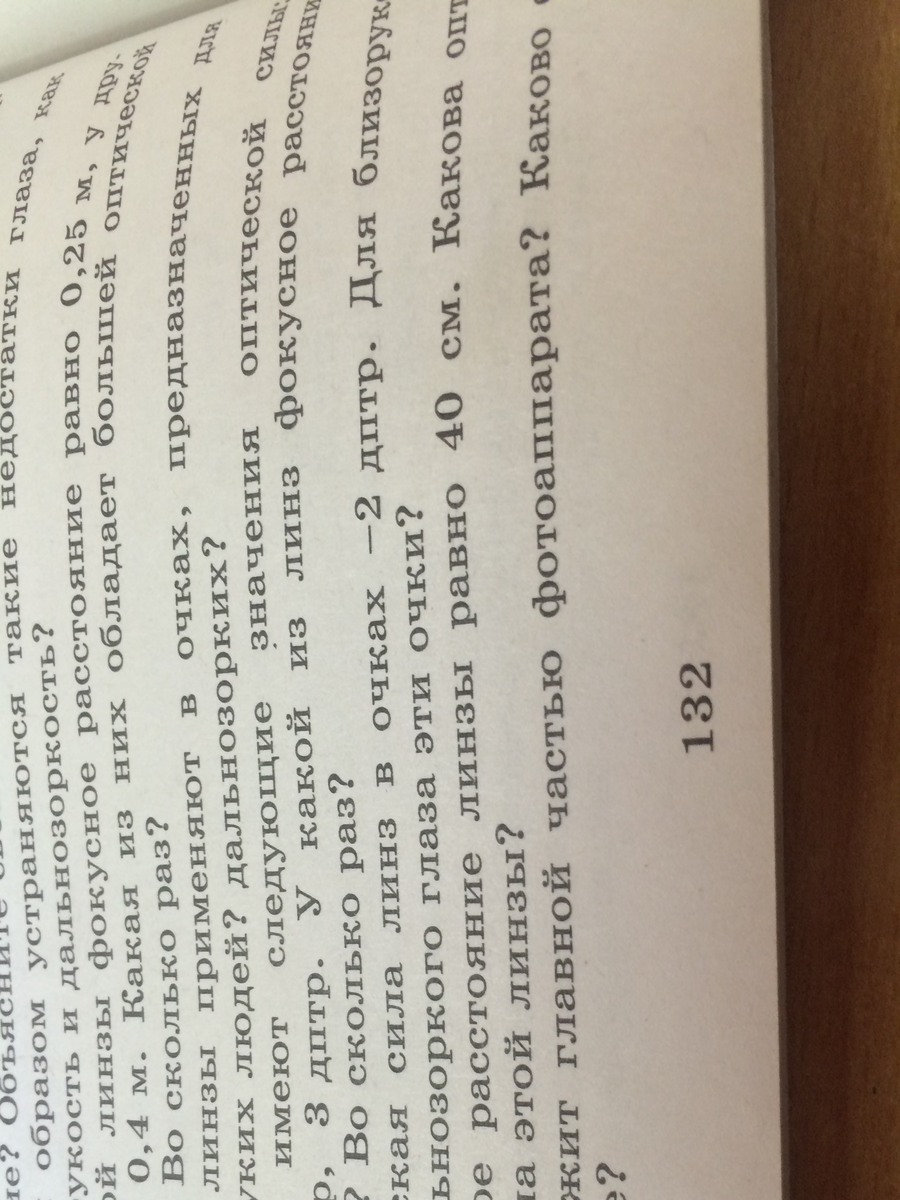 как
ие? Объясните
образом устраняются такие недостатки глаза,
рукость и дальнозоркость?
ой линзы фокусное расстояние равно 0,25 м, у дру-
0,4 м. Какая из них обладает большей оптической
Во сколько раз?
линзы применяют в очках, предназначенных для
уких людей? дальнозорких?
имеют следующие значения оптической силы:
р, 3 дптр. У какой из линз фокусное расстояни
? Во сколько раз?
ская сила линз в очках −2 дптр. Для близорук
ьнозоркого глаза эти очки?
ое расстояние линзы равно 40 см. Какова опт
ла этой линзы?
жит главной частью фотоаппарата? Каково
е?
132